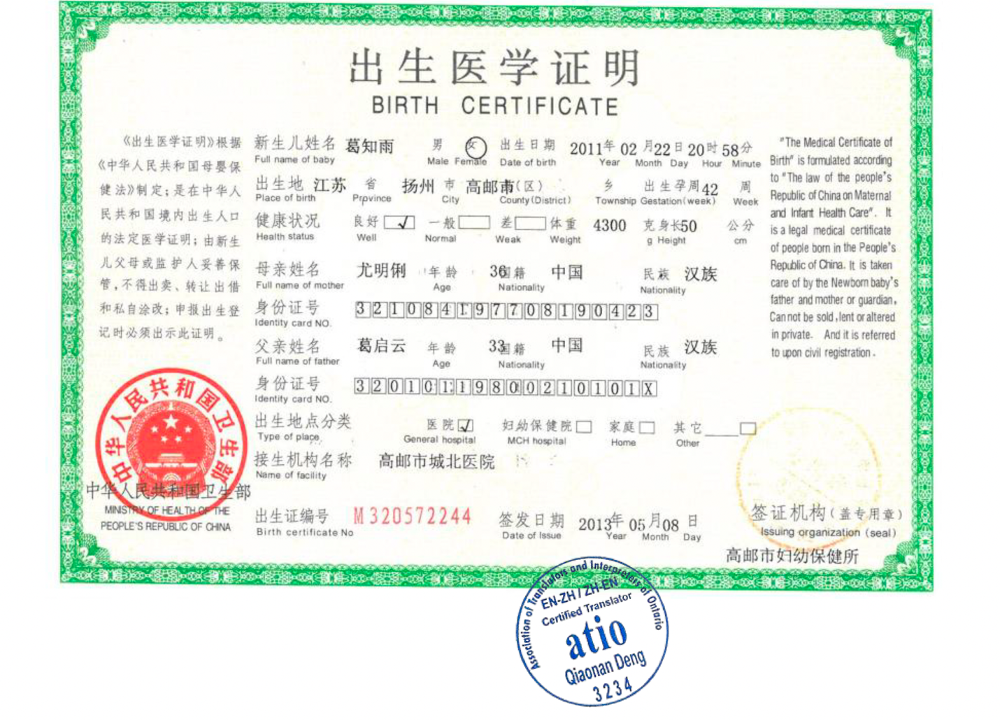 出生医学证明
BIRTH CERTIFICATE
《出生医学证明》根据
《中华人民共和国母婴保
健法》制定；是在中华人
民共和国境内出生人口
的法定医学证明；由新生
儿父母或监护人妥善保
管，不得出卖、转让出借
和私自涂改；申报出生登
记时必须出示此证明。
新生儿姓名 葛知雨 男 女 出生日期 2011年 02 月22日 20时 58分
Full name of baby Male Female Date of birth Year Month Day Hour Minute
出生地 江苏 省 扬州 市 高邮市(区) 乡 出生孕周 42 周
Place of birth Province City County(District) Township Gestation(week) Week
健康状况 良好 ✓ 一般 差 体重 4300 克 身长50 公分
Health status Well Normal Weak Weight g Height cm
母亲姓名 尤明俐 年龄 36 国籍 中国 民族 汉族
Full name of mother Age Nationality Nationality
身份证号 321084197708190423
Identity card NO.
父亲姓名 葛启云 年龄 33 国籍 中国 民族 汉族
Full name of father Age Nationality Nationality
身份证号 32010119800210101X
Identity card NO.
出生地点分类 医院 ✓ 妇幼保健院 家庭 其它
Type of place General hospital MCH hospital Home Other
接生机构名称 高邮市城北医院
Name of facility
出生证编号 M320572244 签发日期 2013年 05月08 日
Birth certificate No Date of Issue Year Month Day
"The Medical Certificate of
Birth" is formulated according
to "The law of the people's
Republic of China on Maternal
and Infant Health Care". It
is a legal medical certificate
of people born in the People's
Republic of China. It is taken
care of by the Newborn baby's
father and mother or guardian,
Can not be sold, lent or altered
in private. And it is referred
to upon civil registration.
中华人民共和国卫生部
中华人民共和国卫生部
MINISTRY OF HEALTH OF THE
PEOPLE'S REPUBLIC OF CHINA
签证机构(盖专用章)
Issuing organization (seal)
高邮市妇幼保健所
Association of Translators and Interpreters of Ontario
EN-ZH / ZH-EN
Certified Translator
atio
Qiaonan Deng
3234